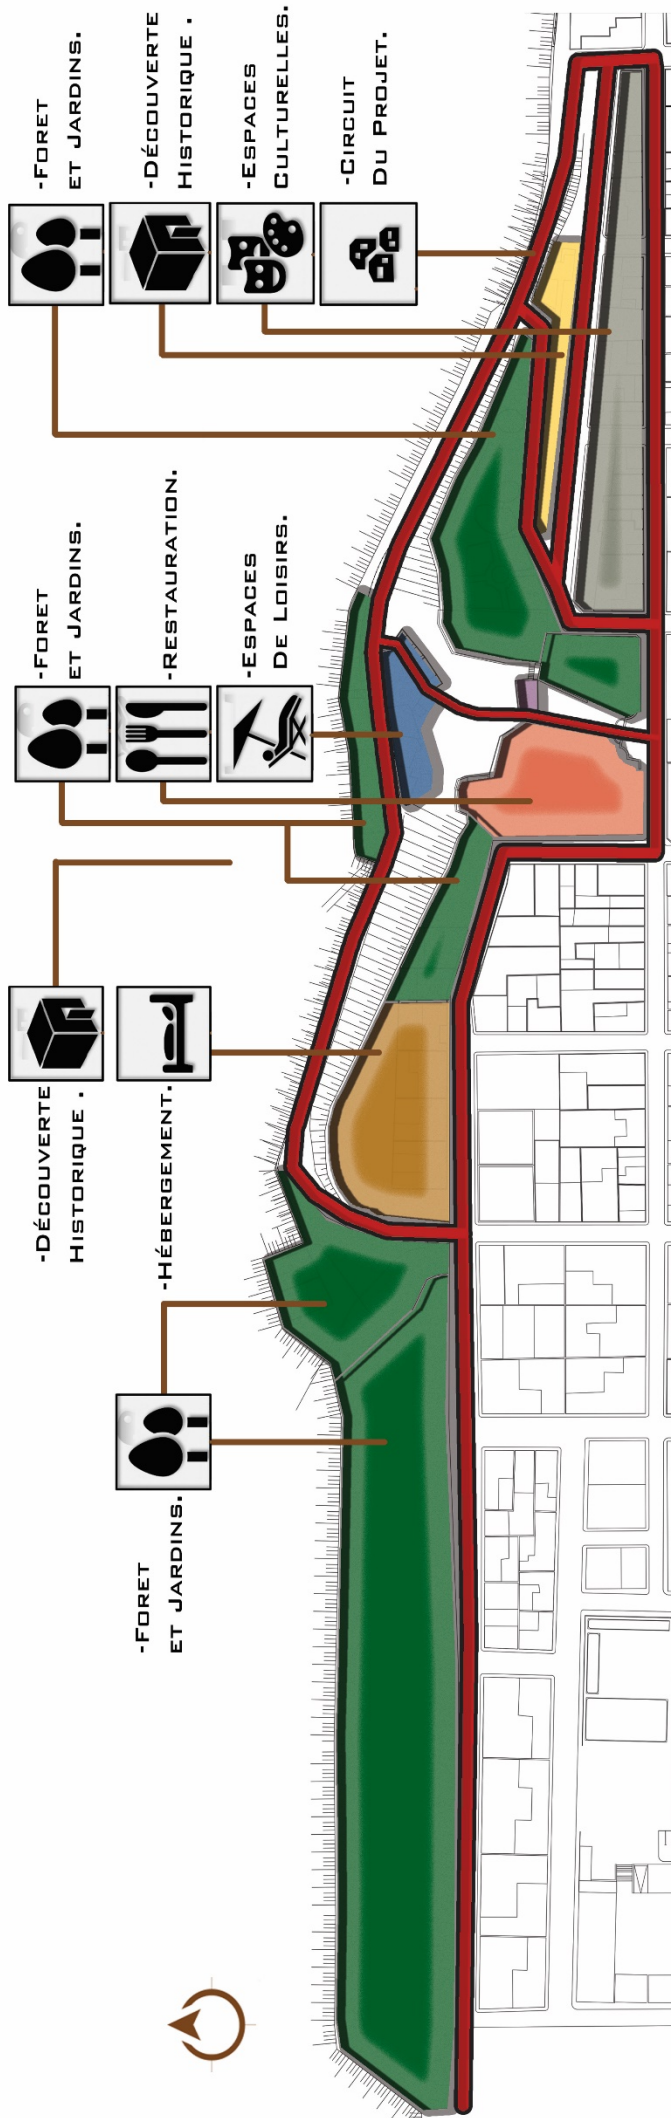 -FORET
ET JARDINS.
-DÉCOUVERTE
HISTORIQUE .
-HÉBERGEMENT.
-FORET
ET JARDINS.
-RESTAURATION.
-ESPACES
DE LOISIRS.
-FORET
ET JARDINS.
-DÉCOUVERTE
HISTORIQUE .
-ESPACES
CULTURELLES.
-CIRCUIT
DU PROJET.